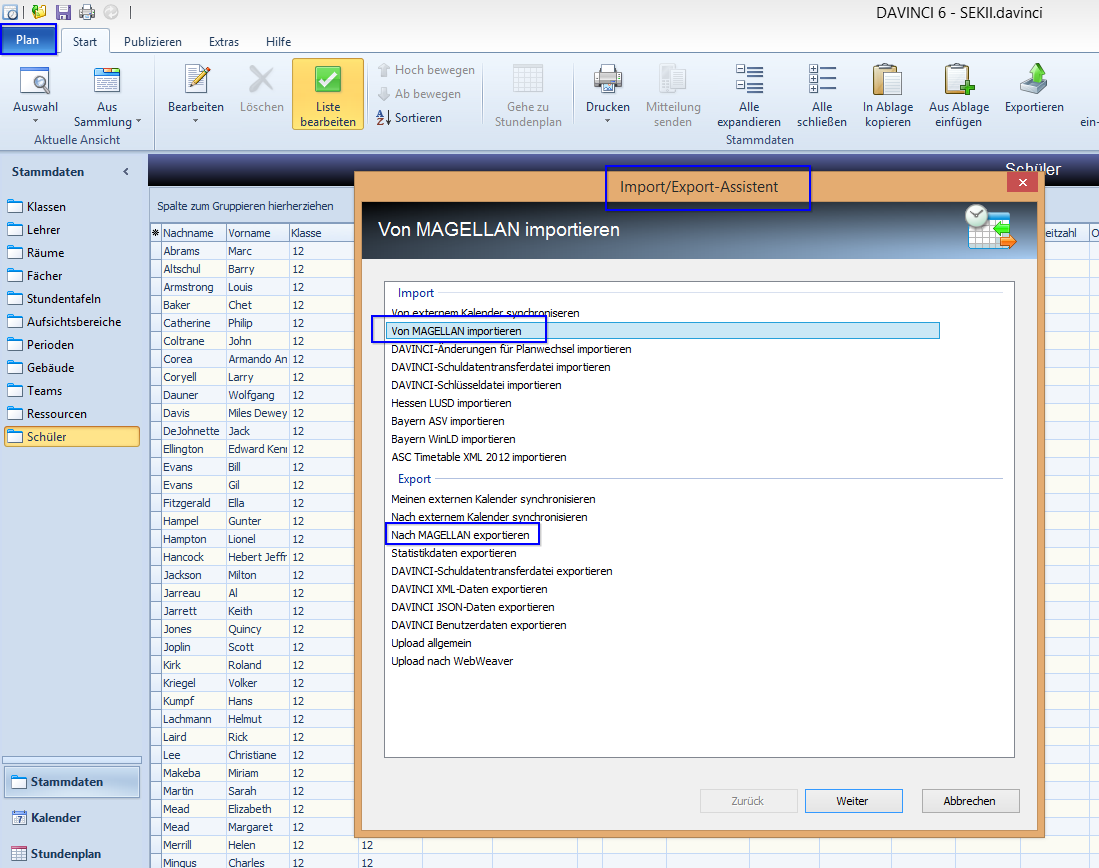 DAVINCI 6 - SEKII.davinci
Plan
Start
Publizieren
Extras
Hilfe
Auswahl
Aus
Sammlung
Bearbeiten
Löschen
Liste
bearbeiten
Hoch bewegen
Ab bewegen
Sortieren
Gehe zu
Stundenplan
Drucken
Mitteilung
senden
Alle
expandieren
Alle
schließen
In Ablage
kopieren
Aus Ablage
einfügen
Exportieren
ein-
Aktuelle Ansicht
Stammdaten
Stammdaten
Klassen
Lehrer
Räume
Fächer
Stundentafeln
Aufsichtsbereiche
Perioden
Gebäude
Teams
Ressourcen
Schüler
Stammdaten
Kalender
Stundenplan
Schüler
Spalte zum Gruppieren hierherziehen
Nachname Vorname Klasse
Abrams Marc 12
Altschul Barry 12
Armstrong Louis 12
Baker Chet 12
Catherine Philip 12
Coltrane John 12
Corea Armando An 12
Coryell Larry 12
Dauner Wolfgang 12
Davis Miles Dewey 12
DeJohnette Jack 12
Ellington Edward Kenn 12
Evans Bill 12
Evans Gil 12
Fitzgerald Ella 12
Hampel Gunter 12
Hampton Lionel 12
Hancock Hebert Jeffr 12
Jackson Milton 12
Jarreau Al 12
Jarrett Keith 12
Jones Quincy 12
Joplin Scott 12
Kirk Roland 12
Kriegel Volker 12
Kumpf Hans 12
Lachmann Helmut 12
Laird Rick 12
Lee Christiane 12
Makeba Miriam 12
Martin Sarah 12
Mead Elizabeth 12
Mead Margaret 12
Merrill Helen 12 12
Mingus Charles 12 12
eitzahl
O
Import/Export-Assistent
Von MAGELLAN importieren
Import
Von externem Kalender synchronisieren
Von MAGELLAN importieren
DAVINCI-Änderungen für Planwechsel importieren
DAVINCI-Schuldatentransferdatei importieren
DAVINCI-Schlüsseldatei importieren
Hessen LUSD importieren
Bayern ASV importieren
Bayern WinLD importieren
ASC Timetable XML 2012 importieren
Export
Meinen externen Kalender synchronisieren
Nach externem Kalender synchronisieren
Nach MAGELLAN exportieren
Statistikdaten exportieren
DAVINCI-Schuldatentransferdatei exportieren
DAVINCI XML-Daten exportieren
DAVINCI JSON-Daten exportieren
DAVINCI Benutzerdaten exportieren
Upload allgemein
Upload nach WebWeaver
Zurück
Weiter
Abbrechen